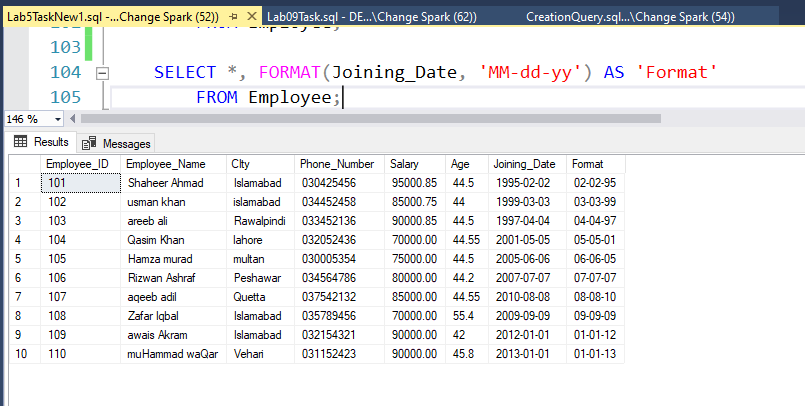 Lab5TaskNew1.sql -...Change Spark (52)) Lab09Task.sql - DE...\Change Spark (62)) CreationQuery.sql...\Change Spark (54))
103
104 SELECT *, FORMAT(Joining_Date, 'MM-dd-yy') AS 'Format'
105 FROM Employee;
146 %
Results Messages
Employee_ID Employee_Name CIty Phone_Number Salary Age Joining_Date Format
1 101 Shaheer Ahmad Islamabad 030425456 95000.85 44.5 1995-02-02 02-02-95
2 102 usman khan islamabad 034452458 85000.75 44 1999-03-03 03-03-99
3 103 areeb ali Rawalpindi 033452136 90000.85 44.5 1997-04-04 04-04-97
4 104 Qasim Khan lahore 032052436 70000.00 44.55 2001-05-05 05-05-01
5 105 Hamza murad multan 030005354 75000.00 44.5 2005-06-06 06-06-05
6 106 Rizwan Ashraf Peshawar 034564786 80000.00 44.2 2007-07-07 07-07-07
7 107 aqeeb adil Quetta 037542132 85000.00 44.55 2010-08-08 08-08-10
8 108 Zafar Iqbal Islamabad 035789456 70000.00 55.4 2009-09-09 09-09-09
9 109 awais Akram Islamabad 032154321 90000.00 42 2012-01-01 01-01-12
10 110 muHammad waQar Vehari 031152423 90000.00 45.8 2013-01-01 01-01-13